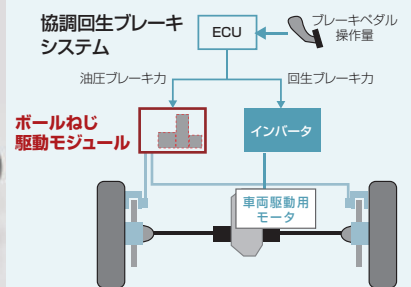 協調回生ブレーキ
システム
ECU
ブレーキペダル
操作量
油圧ブレーキ力
回生ブレーキ力
ボールねじ
駆動モジュール
インバータ
車両駆動用
モータ